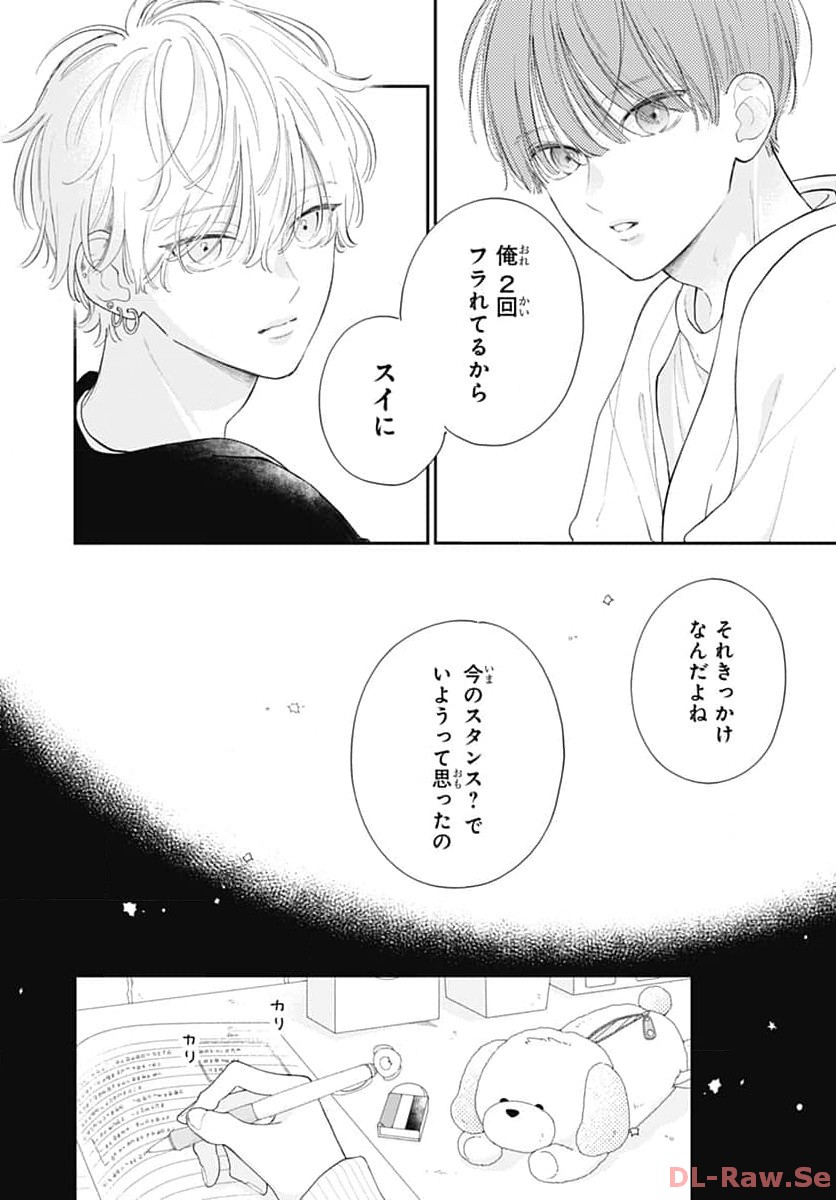 俺２回
フラれてるから
スイに
それきっかけ
なんだよね
今のスタンス？で
いようって思ったの
カリ
カリ
DL-Raw.Se